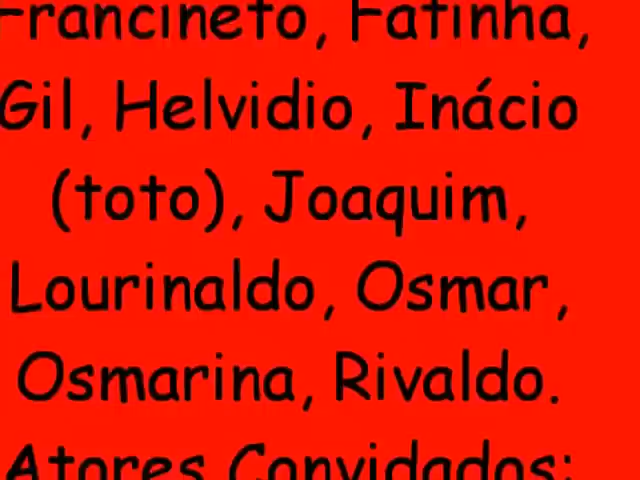 Francineto, Fatinha,
Gil, Helvidio, Inácio
(toto), Joaquim,
Lourinaldo, Osmar,
Osmarina, Rivaldo.
Atores Convidados: